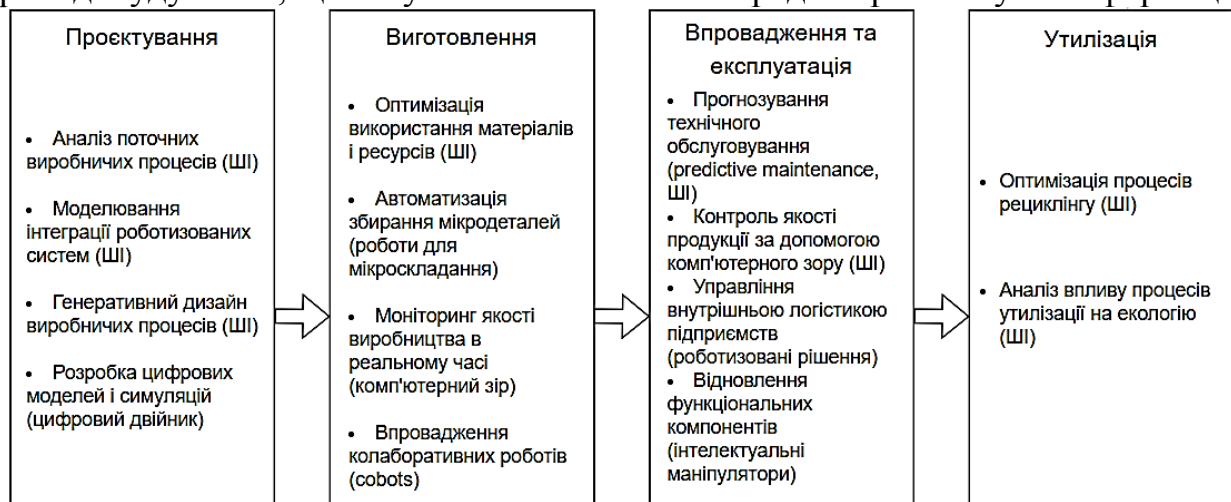 Проєктування
• Аналіз поточних
виробничих процесів (ШІ)
• Моделювання
інтеграції роботизованих
систем (ШІ)
• Генеративний дизайн
виробничих процесів (ШІ)
• Розробка цифрових
моделей і симуляцій
(цифровий двійник)
Виготовлення
• Оптимізація
використання матеріалів
і ресурсів (ШІ)
• Автоматизація
збирання мікродеталей
(роботи для
мікроскладання)
• Моніторинг якості
виробництва в
реальному часі
(комп'ютерний зір)
• Впровадження
колаборативних роботів
(cobots)
Впровадження та
експлуатація
• Прогнозування
технічного
обслуговування
(predictive maintenance,
ШІ)
• Контроль якості
продукції за допомогою
комп'ютерного зору (ШІ)
• Управління
внутрішньою логістикою
підприємств
(роботизовані рішення)
• Відновлення
функціональних
компонентів
(інтелектуальні
маніпулятори)
Утилізація
• Оптимізація процесів
рециклінгу (ШІ)
• Аналіз впливу процесів
утилізації на екологію
(ШІ)